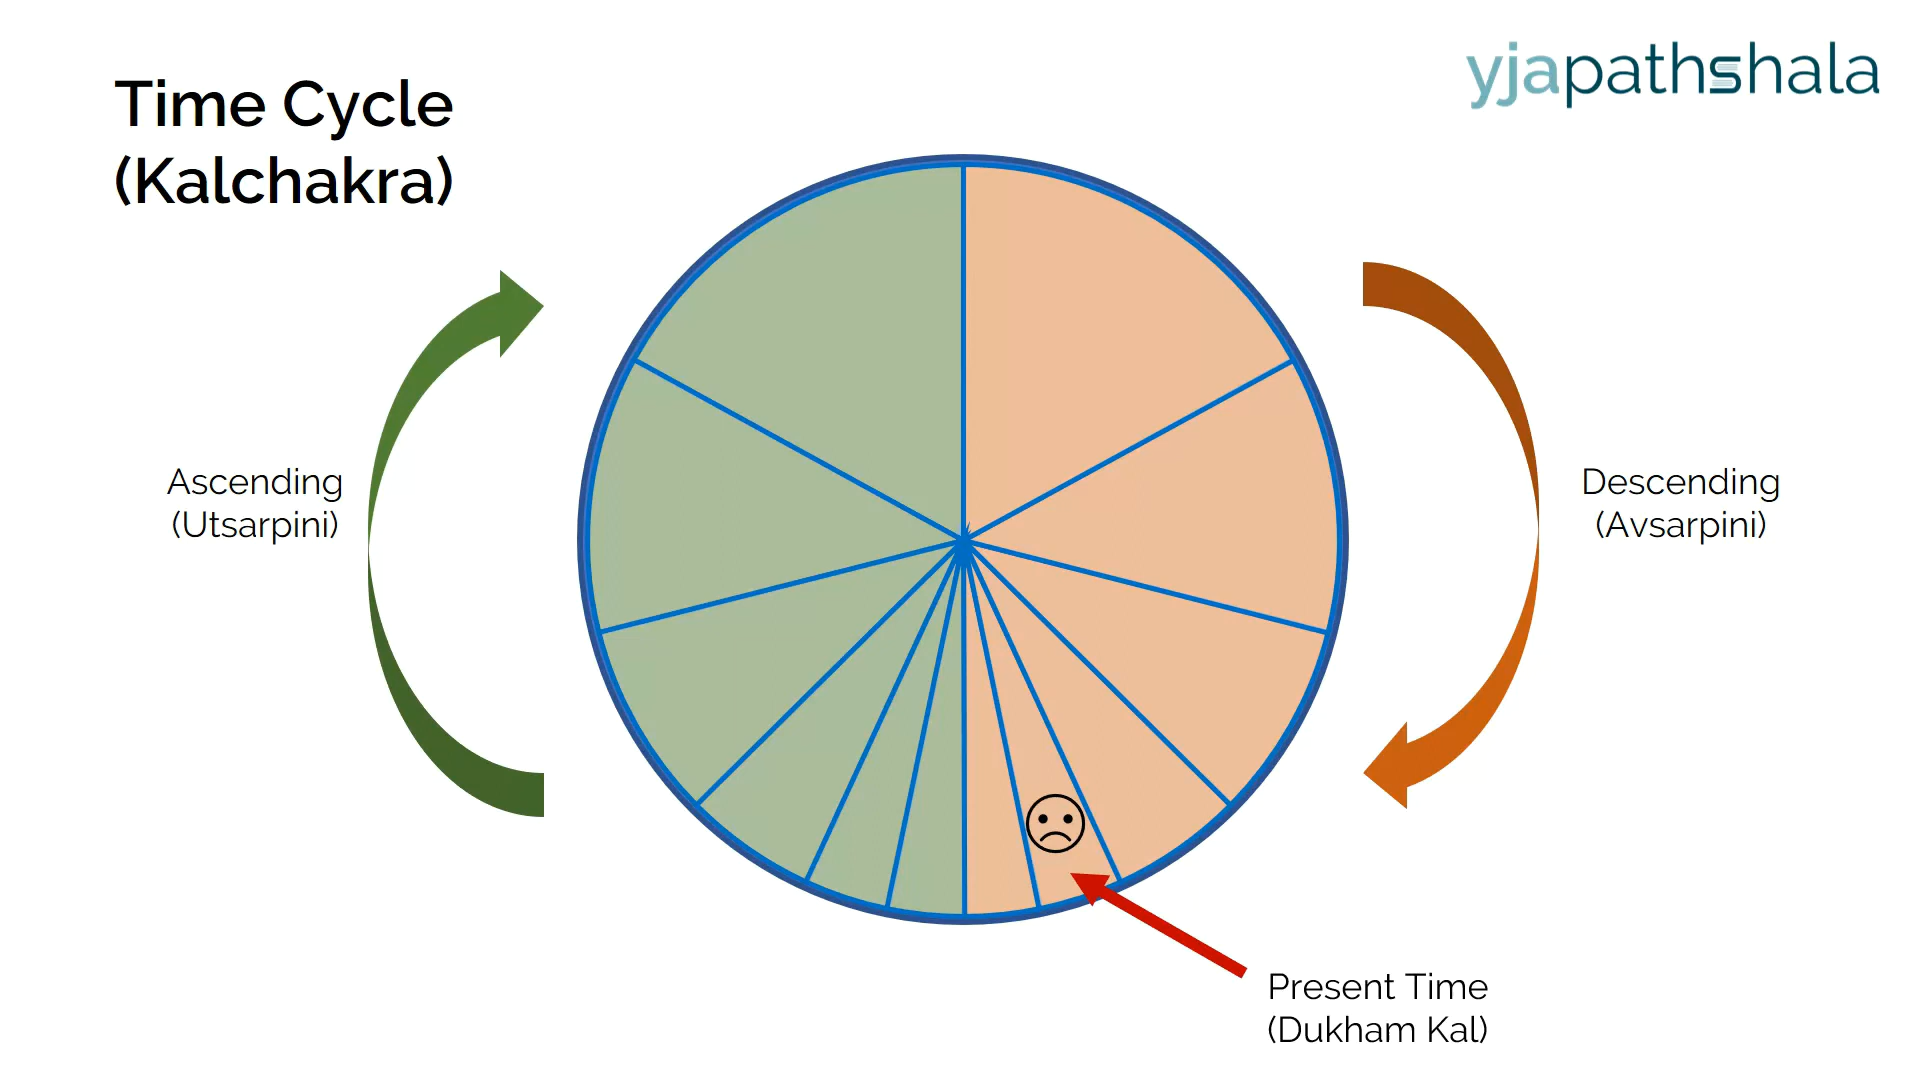 yjapathshala
Time Cycle
(Kalchakra)
Ascending
(Utsarpini)
Descending
(Avsarpini)
Present Time
(Dukham Kal)